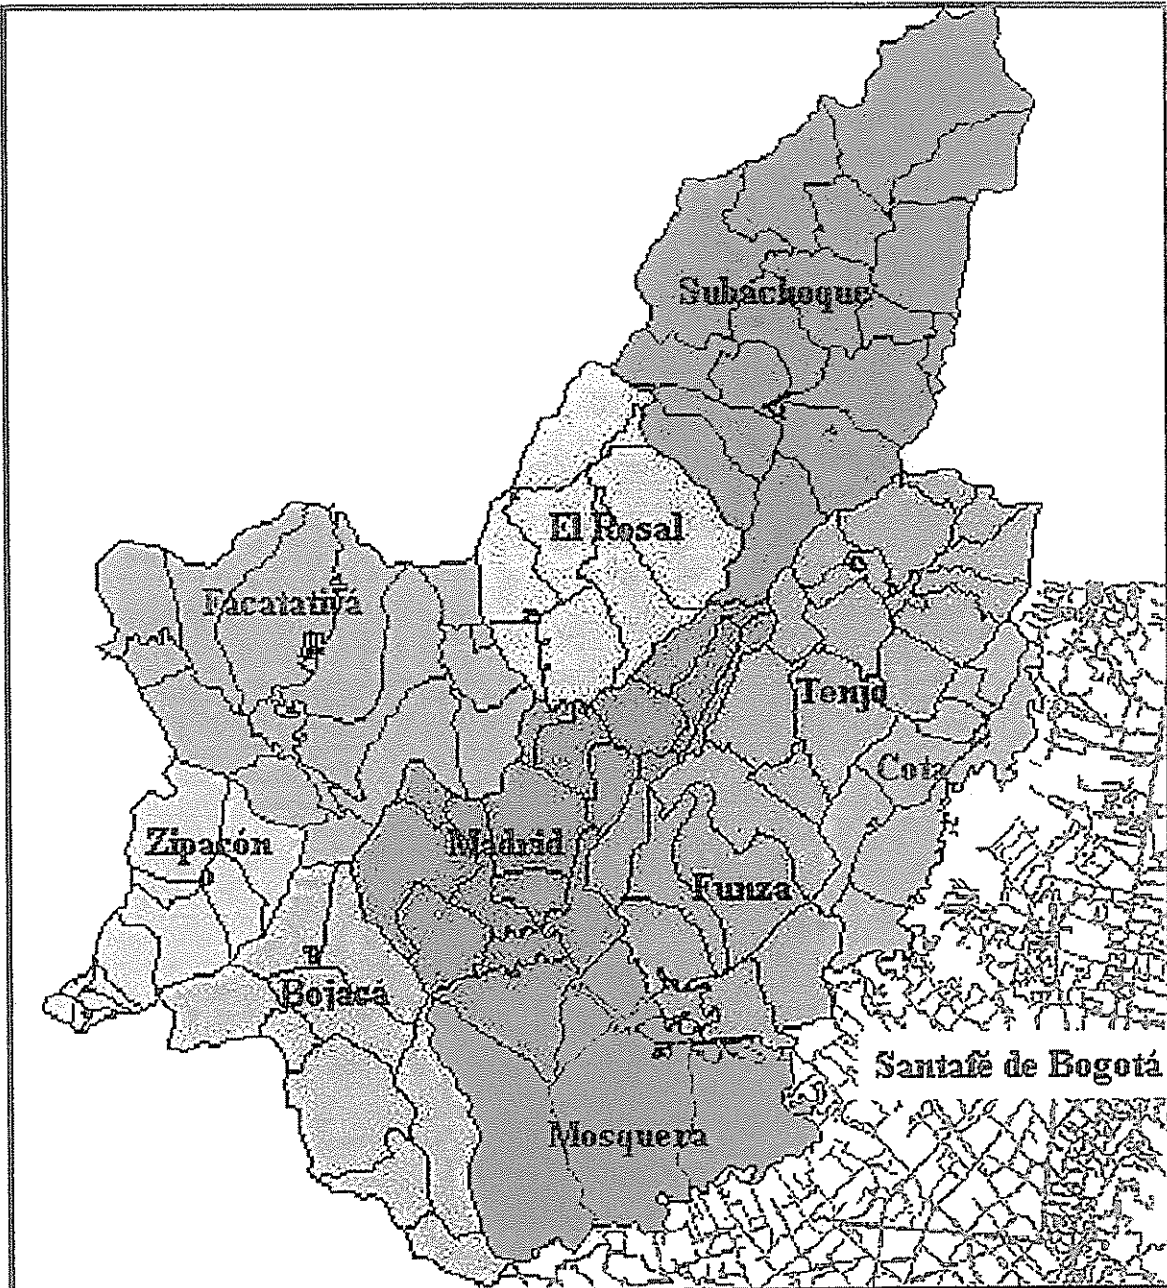 Subachoque
El Rosal
Facatativá
Tenjo
Cota
Zipacón
Madrid
Funza
Bojacá
Santafé de Bogotá
Mosquera